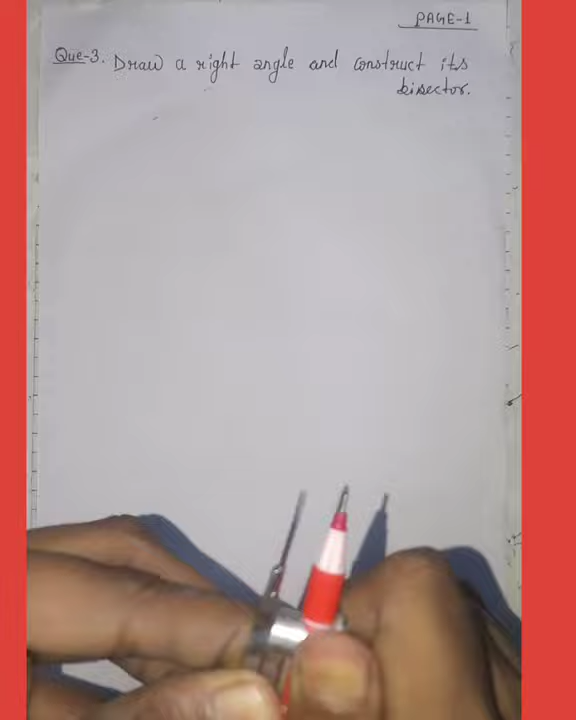 PAGE-1
Que-3. Draw a right angle and construct its
bisector.